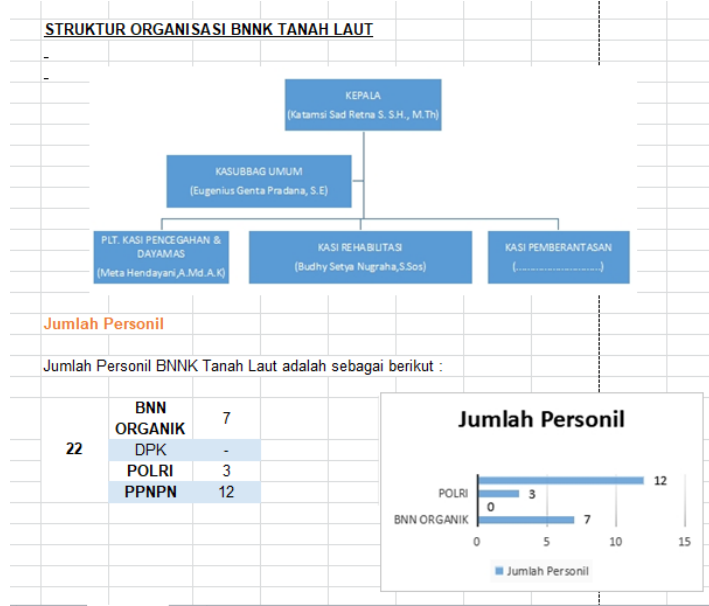 STRUKTUR ORGANISASI BNNK TANAH LAUT
-
-
KEPALA
(Katamsi Sad Retna S. S.H., M.Th)
KASUBBAG UMUM
(Eugenius Genta Pradana, S.E)
PLT. KASI PENCEGAHAN &
DAYAMAS
(Meta Hendayani,A.Md.A.K)
KASI REHABILITASI
(Budhy Setya Nugraha,S.Sos)
KASI PEMBERANTASAN
(..............................)
Jumlah Personil
Jumlah Personil BNNK Tanah Laut adalah sebagai berikut :
22
BNN
ORGANIK
7
DPK -
POLRI 3
PPNPN 12
Jumlah Personil
12
POLRI 3
0
BNN ORGANIK 7
0 5 10 15
Jumlah Personil